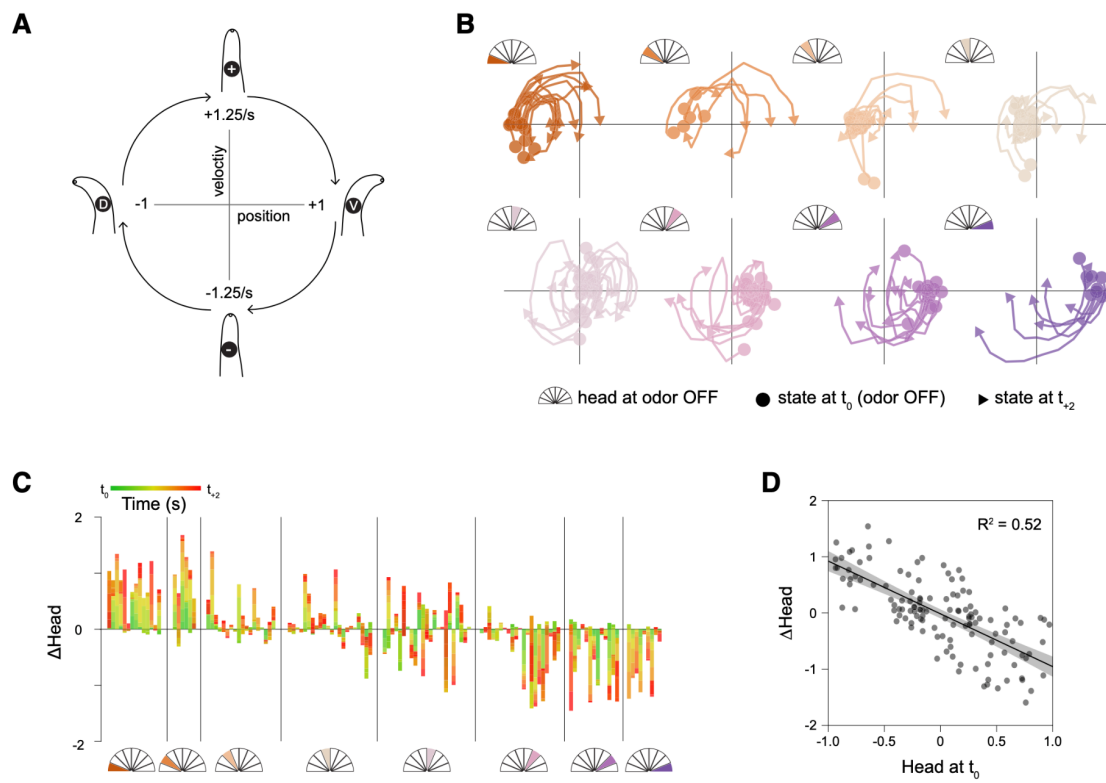 A
+
+1.25/s
veloctiy
D
-1
+1
V
position
-1.25/s
-
B
head at odor OFF
state at t0 (odor OFF)
state at t+2
C
t0
t+2
Time (s)
2
ΔHead
0
-2
D
R2 = 0.52
2
1
ΔHead
0
-1
-2
-1.0
-0.5
0
0.5
1.0
Head at t0